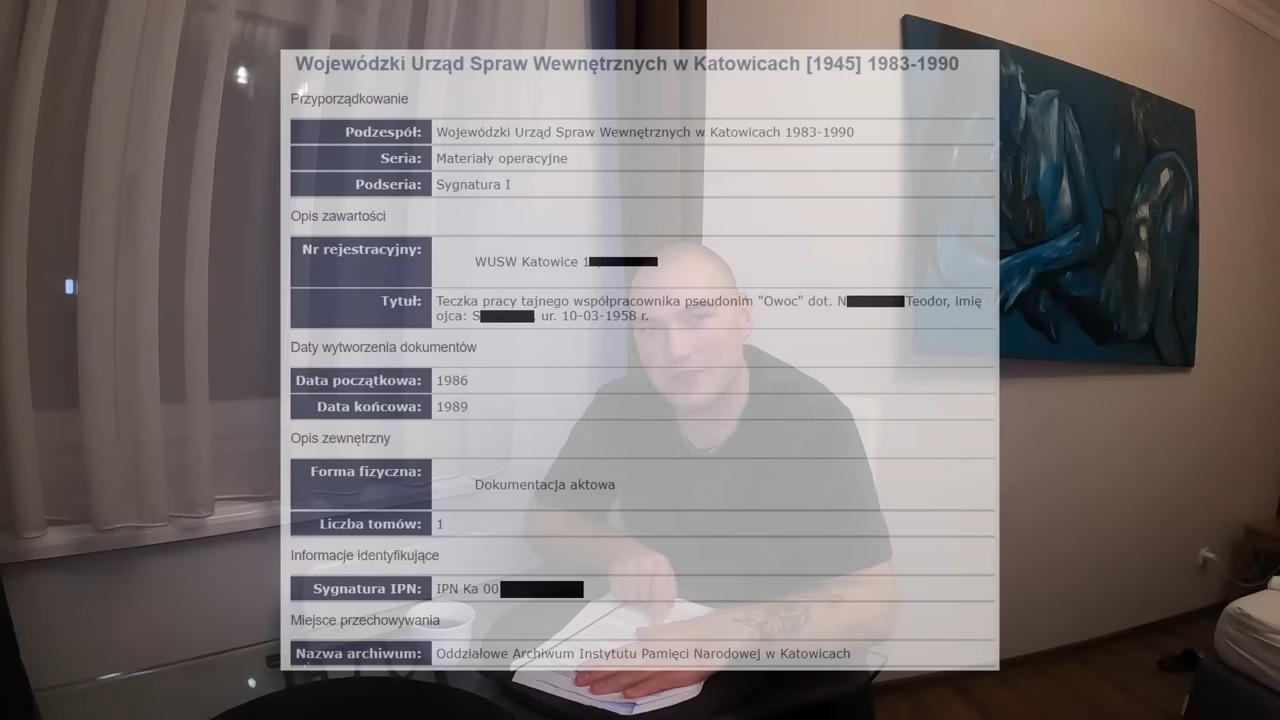 Wojewódzki Urząd Spraw Wewnętrznych w Katowicach [1945] 1983-1990
Przyporządkowanie
Podzespół: Wojewódzki Urząd Spraw Wewnętrznych w Katowicach 1983-1990
Seria: Materiały operacyjne
Podseria: Sygnatura I
Opis zawartości
Nr rejestracyjny: WUSW Katowice 1
Tytuł: Teczka pracy tajnego współpracownika pseudonim "Owoc" dot. N Teodor, imię
ojca: S , ur. 10-03-1958 r.
Daty wytworzenia dokumentów
Data początkowa: 1986
Data końcowa: 1989
Opis zewnętrzny
Forma fizyczna: Dokumentacja aktowa
Liczba tomów: 1
Informacje identyfikujące
Sygnatura IPN: IPN Ka 00
Miejsce przechowywania
Nazwa archiwum: Oddziałowe Archiwum Instytutu Pamięci Narodowej w Katowicach